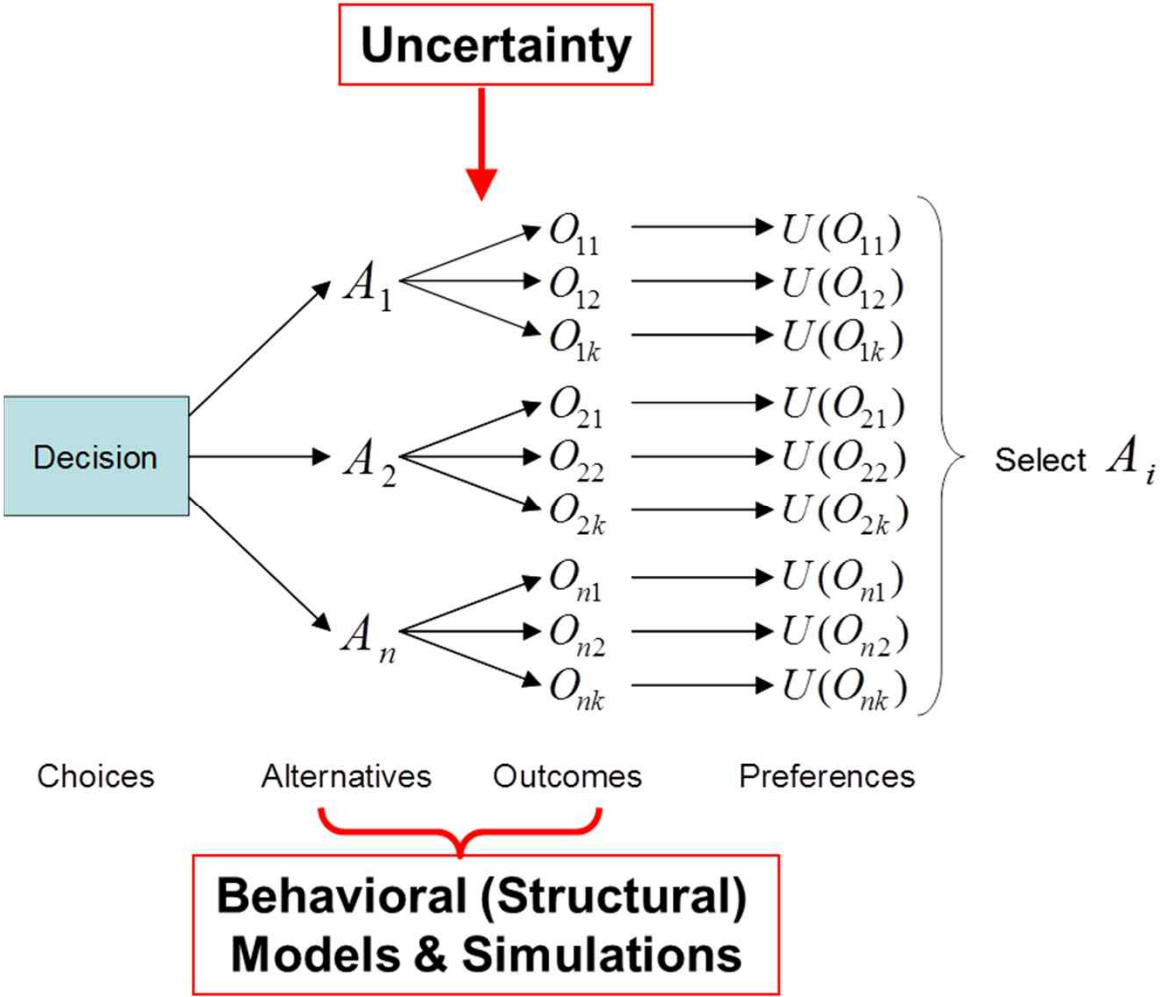 Uncertainty
O₁₁ U(O₁₁)
A₁ O₁₂ U(O₁₂)
O₁ₖ U(O₁ₖ)
O₂₁ U(O₂₁)
Decision A₂ O₂₂ U(O₂₂) Select Aᵢ
O₂ₖ U(O₂ₖ)
Oₙ₁ U(Oₙ₁)
Aₙ Oₙ₂ U(Oₙ₂)
Oₙₖ U(Oₙₖ)
Choices Alternatives Outcomes Preferences
Behavioral (Structural)
Models & Simulations